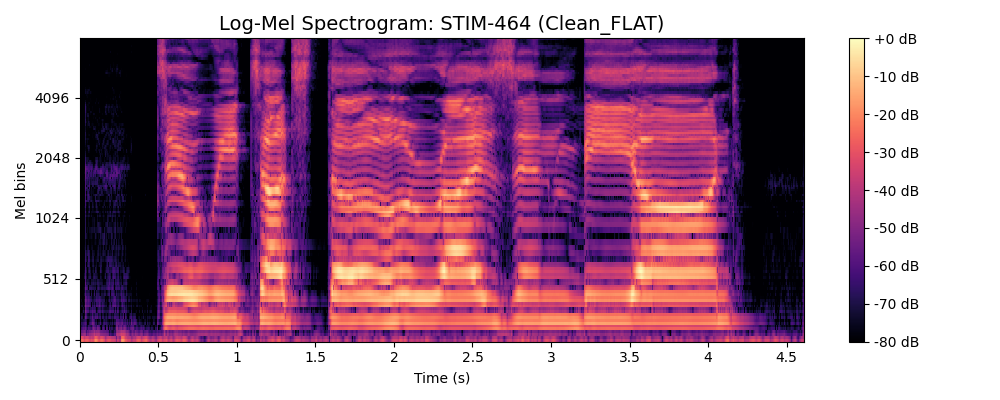 Log-Mel Spectrogram: STIM-464 (Clean_FLAT)
Mel bins
4096
2048
1024
512
0
0 0.5 1 1.5 2 2.5 3 3.5 4 4.5
Time (s)
+0 dB
-10 dB
-20 dB
-30 dB
-40 dB
-50 dB
-60 dB
-70 dB
-80 dB